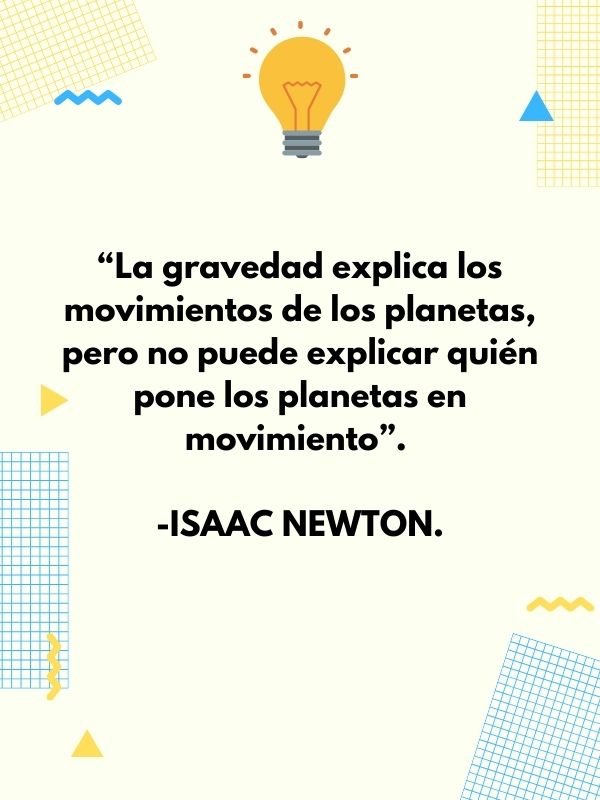 “La gravedad explica los
movimientos de los planetas,
pero no puede explicar quién
pone los planetas en
movimiento”.
-ISAAC NEWTON.